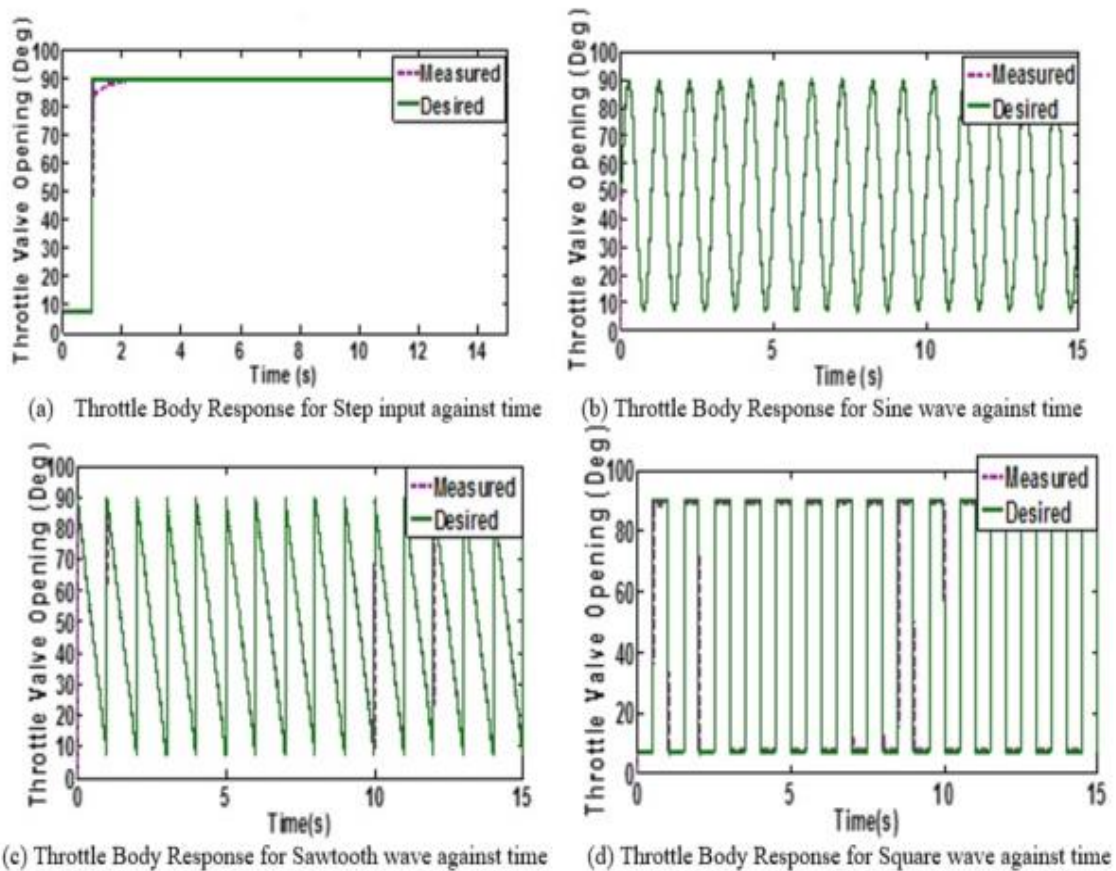 Throttle Valve Opening (Deg)
100
90
80
70
60
50
40
30
20
10
0
Measured
Desired
0 2 4 6 8 10 12 14
Time (s)
(a) Throttle Body Response for Step input against time
Throttle Valve Opening (Deg)
100
90
80
70
60
50
40
30
20
10
0
Measured
Desired
0 5 10 15
Time (s)
(b) Throttle Body Response for Sine wave against time
Throttle Valve Opening (Deg)
100
90
80
70
60
50
40
30
20
10
0
Measured
Desired
0 5 10 15
Time(s)
(c) Throttle Body Response for Sawtooth wave against time
Throttle Valve Opening (Deg)
100
80
60
40
20
0
Measured
Desired
0 5 10 15
Time(s)
(d) Throttle Body Response for Square wave against time